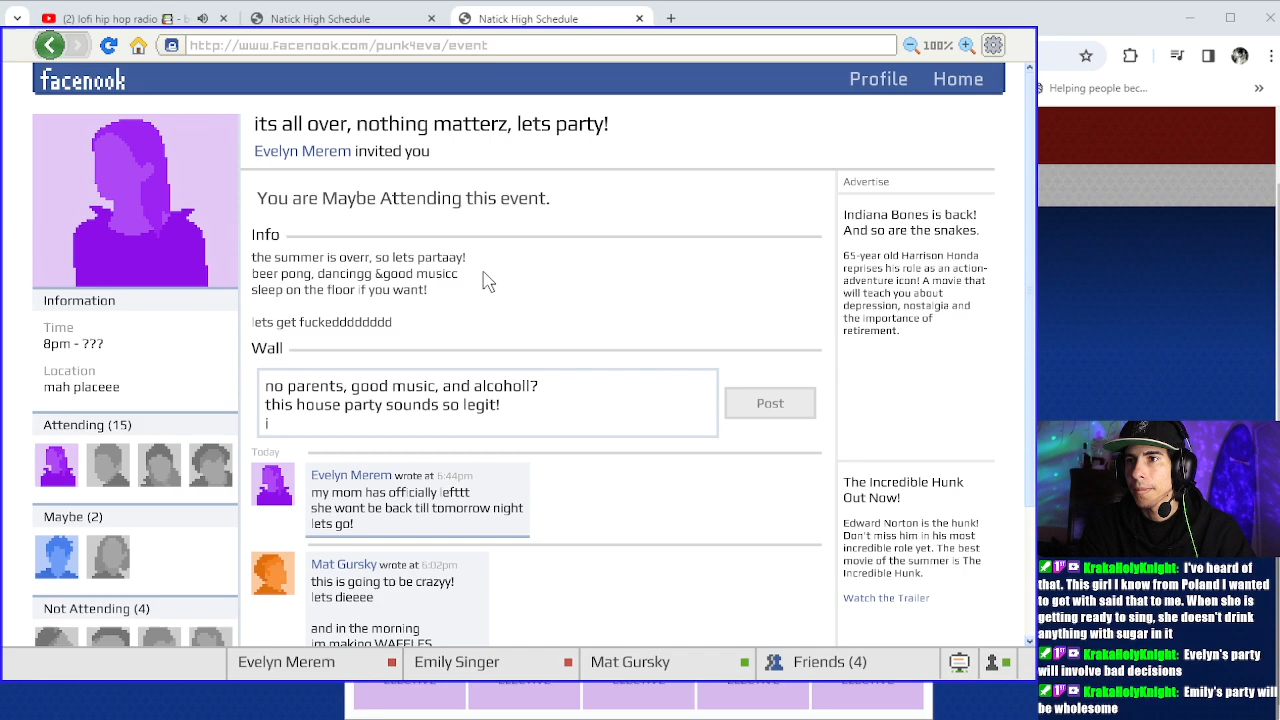 (2) lofi hip hop radio - b
Natick High Schedule
Natick High Schedule
http://www.facenook.com/punk4eva/event
100%
Helping people bec...
facenook
Profile
Home
its all over, nothing matterz, lets party!
Evelyn Merem invited you
You are Maybe Attending this event.
Info
the summer is overr, so lets partaay!
beer pong, dancingg &good musicc
sleep on the floor if you want!
lets get fuckedddddddd
Wall
no parents, good music, and alcoholl?
this house party sounds so legit!
i
Post
Today
Evelyn Merem wrote at 6:44pm
my mom has officially lefttt
she wont be back till tomorrow night
lets go!
Mat Gursky wrote at 6:02pm
this is going to be crazyy!
lets dieeee
and in the morning
im making WAFFLES
Information
Time
8pm - ???
Location
mah placeee
Attending (15)
Maybe (2)
Not Attending (4)
Advertise
Indiana Bones is back!
And so are the snakes.
65-year old Harrison Honda
reprises his role as an action-
adventure icon! A movie that
will teach you about
depression, nostalgia and
the importance of
retirement.
The Incredible Hunk
Out Now!
Edward Norton is the hunk!
Don't miss him in his most
incredible role yet. The best
movie of the summer is The
Incredible Hunk.
Watch the Trailer
Evelyn Merem
Emily Singer
Mat Gursky
Friends (4)
KrakaHolyKnight: I've heard of
that. This girl I know from Poland I wanted
to get with said that to me. When she is
getting ready to sing, she doesn't drink
anything with sugar in it
KrakaHolyKnight: Evelyn's party
will involve bad decisions
KrakaHolyKnight: Emily's party will
be wholesome